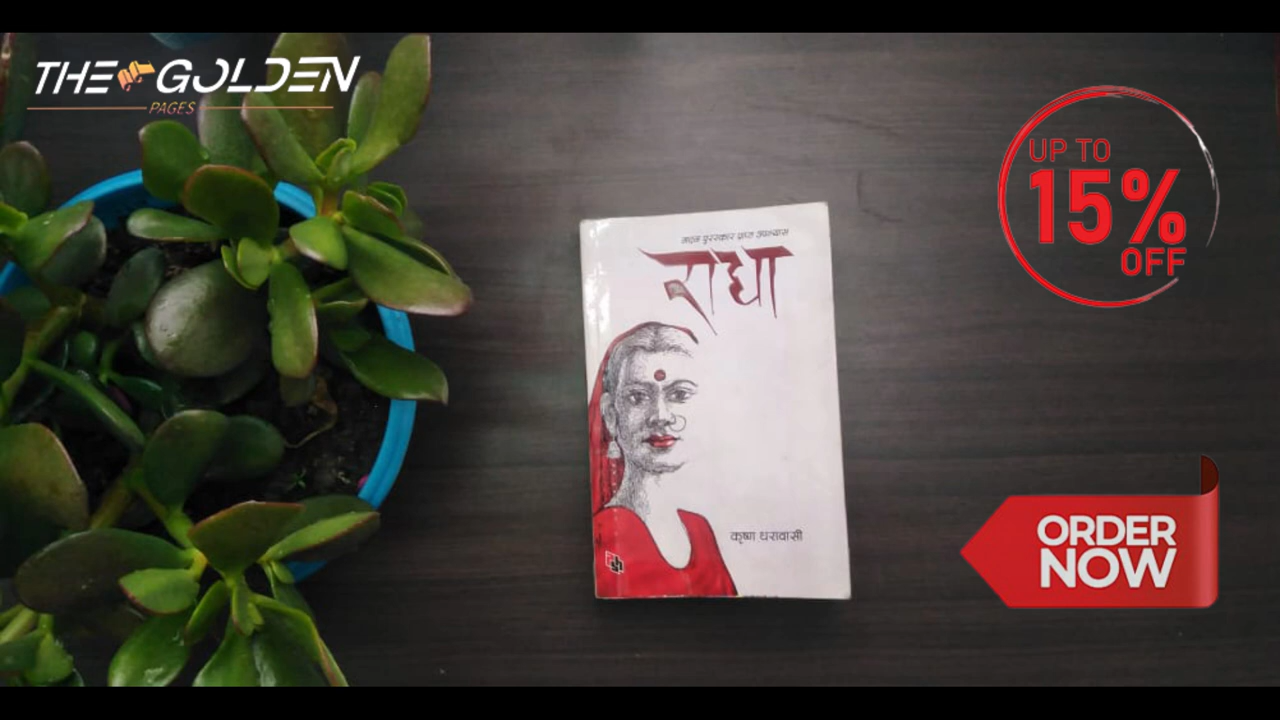 THE GOLDEN
PAGES
UP TO
15%
OFF
मदन पुरस्कार प्राप्त उपन्यास
राधा
कृष्ण धरावासी
ORDER
NOW